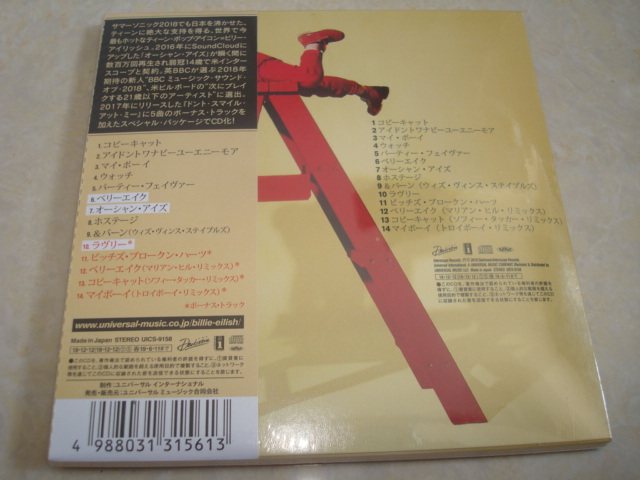 サマーソニック2018でも日本を沸かせた、
ティーンに絶大な支持を得る、世界で今
最もホットなティーン・ポップ・アイコン=ビリー・
アイリッシュ。2016年にSoundCloudに
アップした「オーシャン・アイズ」が瞬く間に
数百万回再生され弱冠14歳で米インター
スコープと契約。英BBCが選ぶ2018年
期待の新人"BBC ミュージック・サウンド・
オブ・2018"、米ビルボードの"次にブレイ
クする21歳以下のアーティスト"に選出。
2017年にリリースした「ドント・スマイル・
アット・ミー」に5曲のボーナス・トラックを
加えたスペシャル・パッケージでCD化!
1. コピーキャット
2. アイドントワナビーユーエニーモア
3. マイ・ボーイ
4. ウォッチ
5. パーティー・フェイヴァー
6. ベリーエイク
7. オーシャン・アイズ
8. ホステージ
9. &バーン(ウィズ・ヴィンス・ステイプルズ)
10. ラヴリー*
11. ビッチズ・ブロークン・ハーツ*
12. ベリーエイク(マリアン・ヒル・リミックス)*
13. コピーキャット(ソフィー・タッカー・リミックス)*
14. マイボーイ(トロイボーイ・リミックス)*
*ボーナス・トラック
www.universal-music.co.jp/billie-eilish/
Made in Japan STEREO UICS-9158
制作:ユニバーサル インターナショナル
発売・販売元:ユニバーサル ミュージック合同会社
4 988031 315613
1 コピーキャット
2 アイドントワナビーユーエニーモア
3 マイ・ボーイ
4 ウォッチ
5 パーティー・フェイヴァー
6 ベリーエイク
7 オーシャン・アイズ
8 ホステージ
9 &バーン(ウィズ・ヴィンス・ステイプルズ)
10 ラヴリー
11 ビッチズ・ブロークン・ハーツ
12 ベリーエイク(マリアン・ヒル・リミックス)
13 コピーキャット(ソフィー・タッカー・リミックス)
14 マイボーイ(トロイボーイ・リミックス)